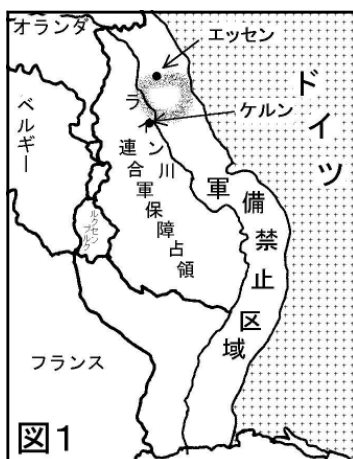 オランダ
エッセン
ケルン
ドイツ
ベルギー
ライン川
連合軍保障占領
軍備禁止区域
ルクセン
ブルク
フランス
図1